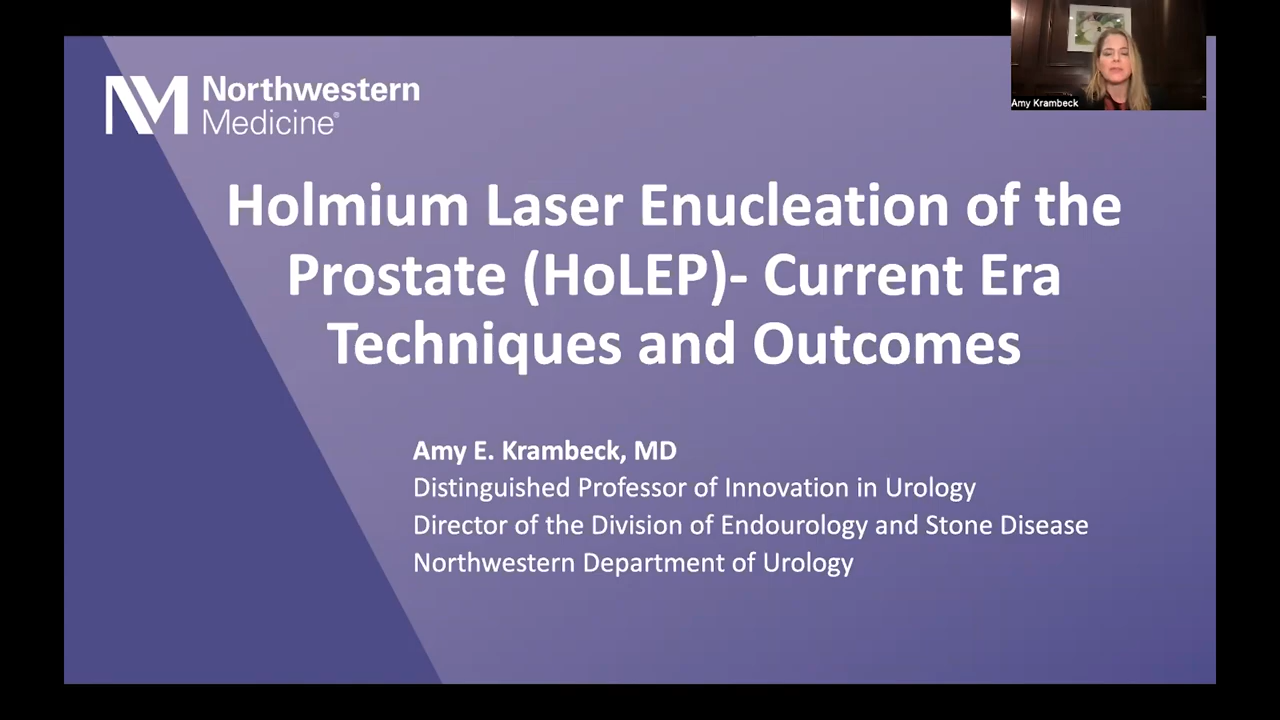 Northwestern
Medicine®
Amy Krambeck
Holmium Laser Enucleation of the
Prostate (HoLEP)- Current Era
Techniques and Outcomes
Amy E. Krambeck, MD
Distinguished Professor of Innovation in Urology
Director of the Division of Endourology and Stone Disease
Northwestern Department of Urology